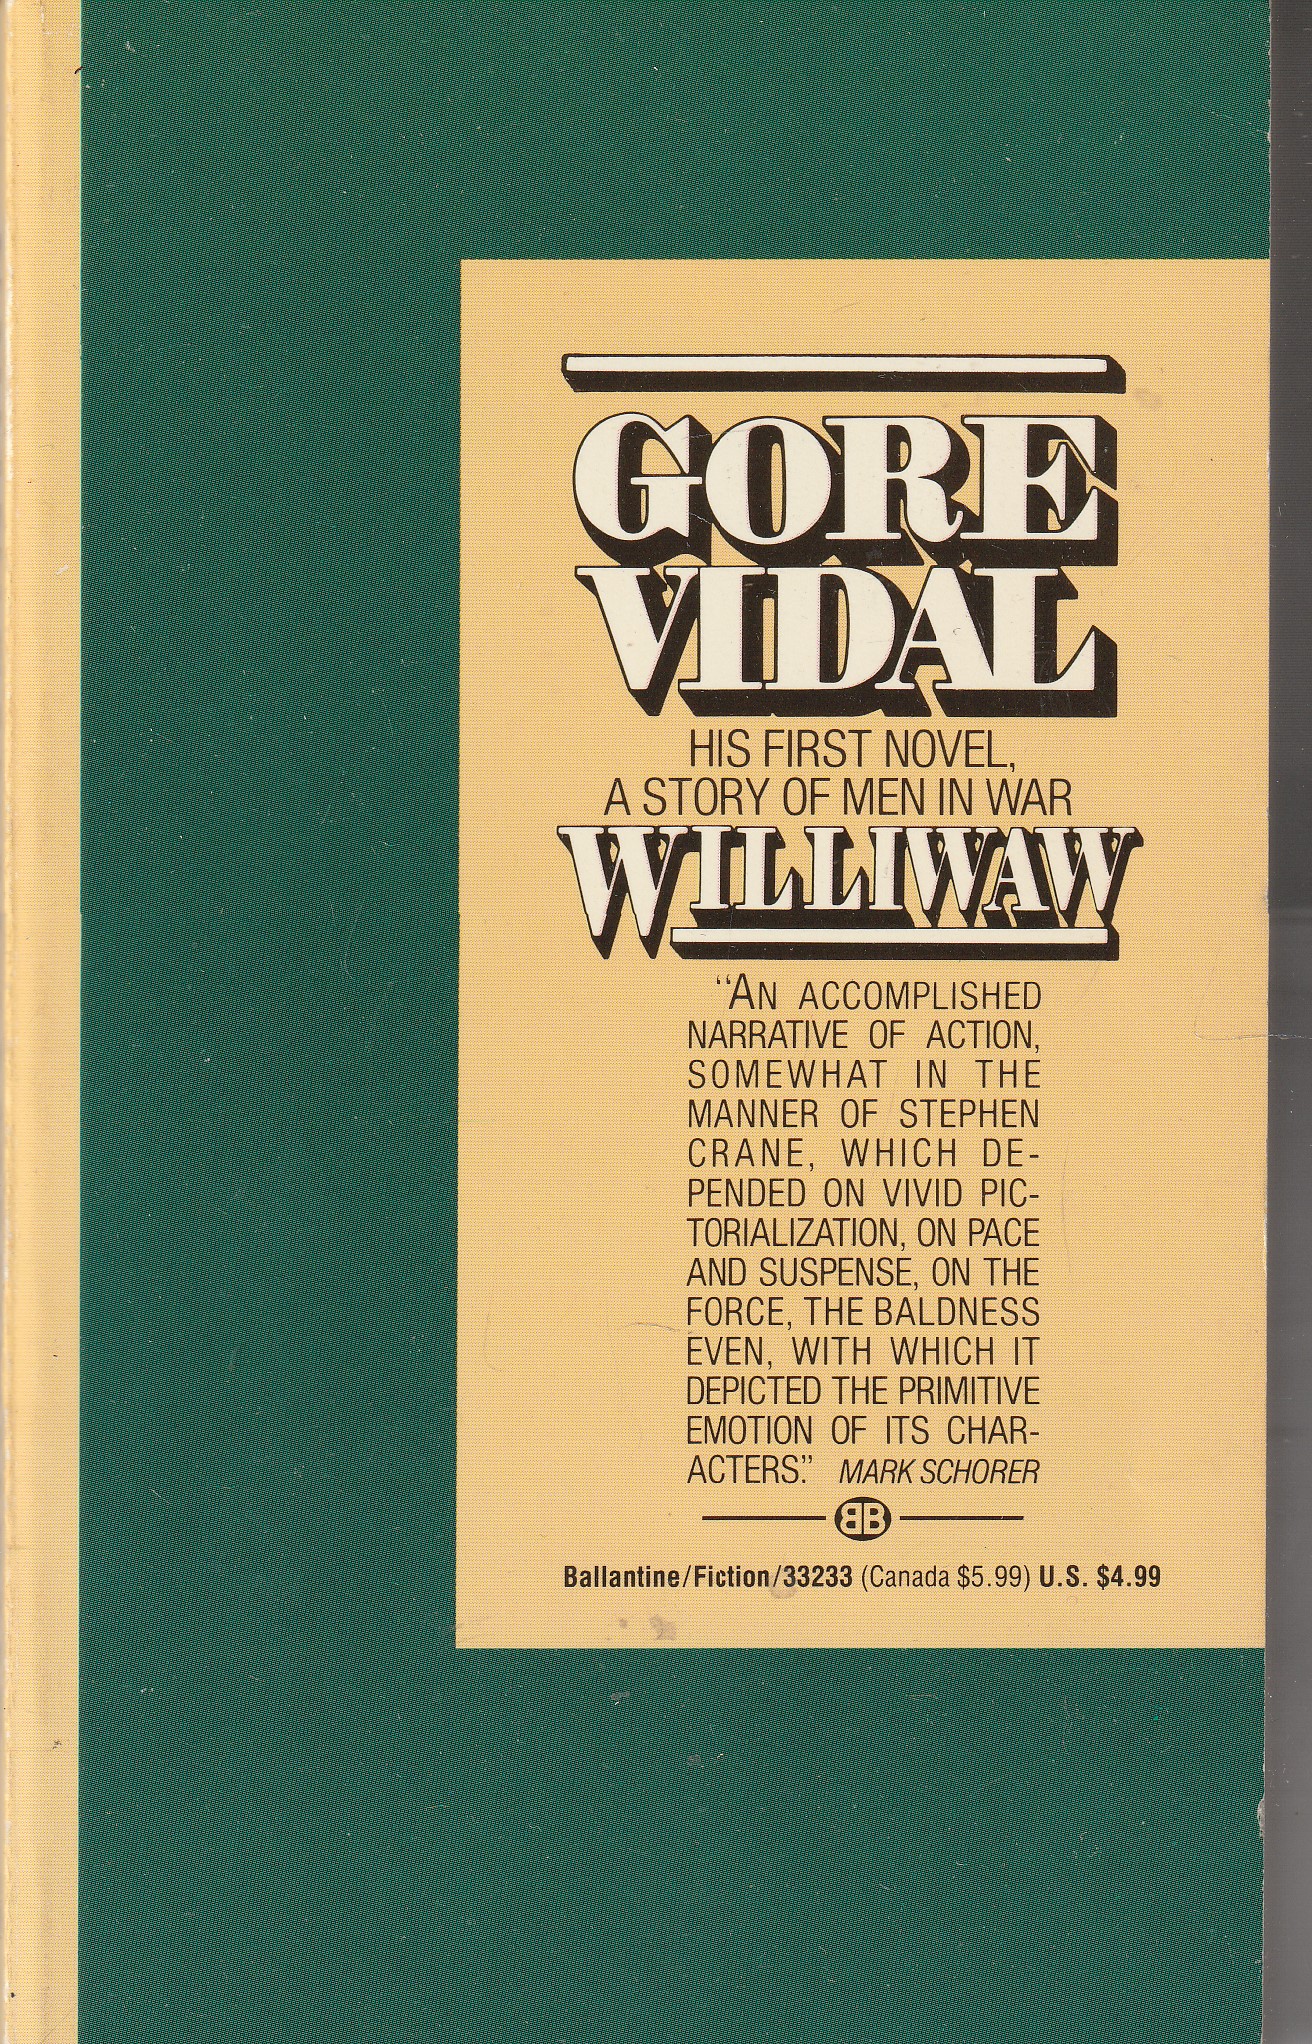 GORE
VIDAL
HIS FIRST NOVEL,
A STORY OF MEN IN WAR
WILLIWAW
"AN ACCOMPLISHED
NARRATIVE OF ACTION,
SOMEWHAT IN THE
MANNER OF STEPHEN
CRANE, WHICH DE-
PENDED ON VIVID PIC-
TORIALIZATION, ON PACE
AND SUSPENSE, ON THE
FORCE, THE BALDNESS
EVEN, WITH WHICH IT
DEPICTED THE PRIMITIVE
EMOTION OF ITS CHAR-
ACTERS." MARK SCHORER
BB
Ballantine/Fiction/33233 (Canada $5.99) U.S. $4.99